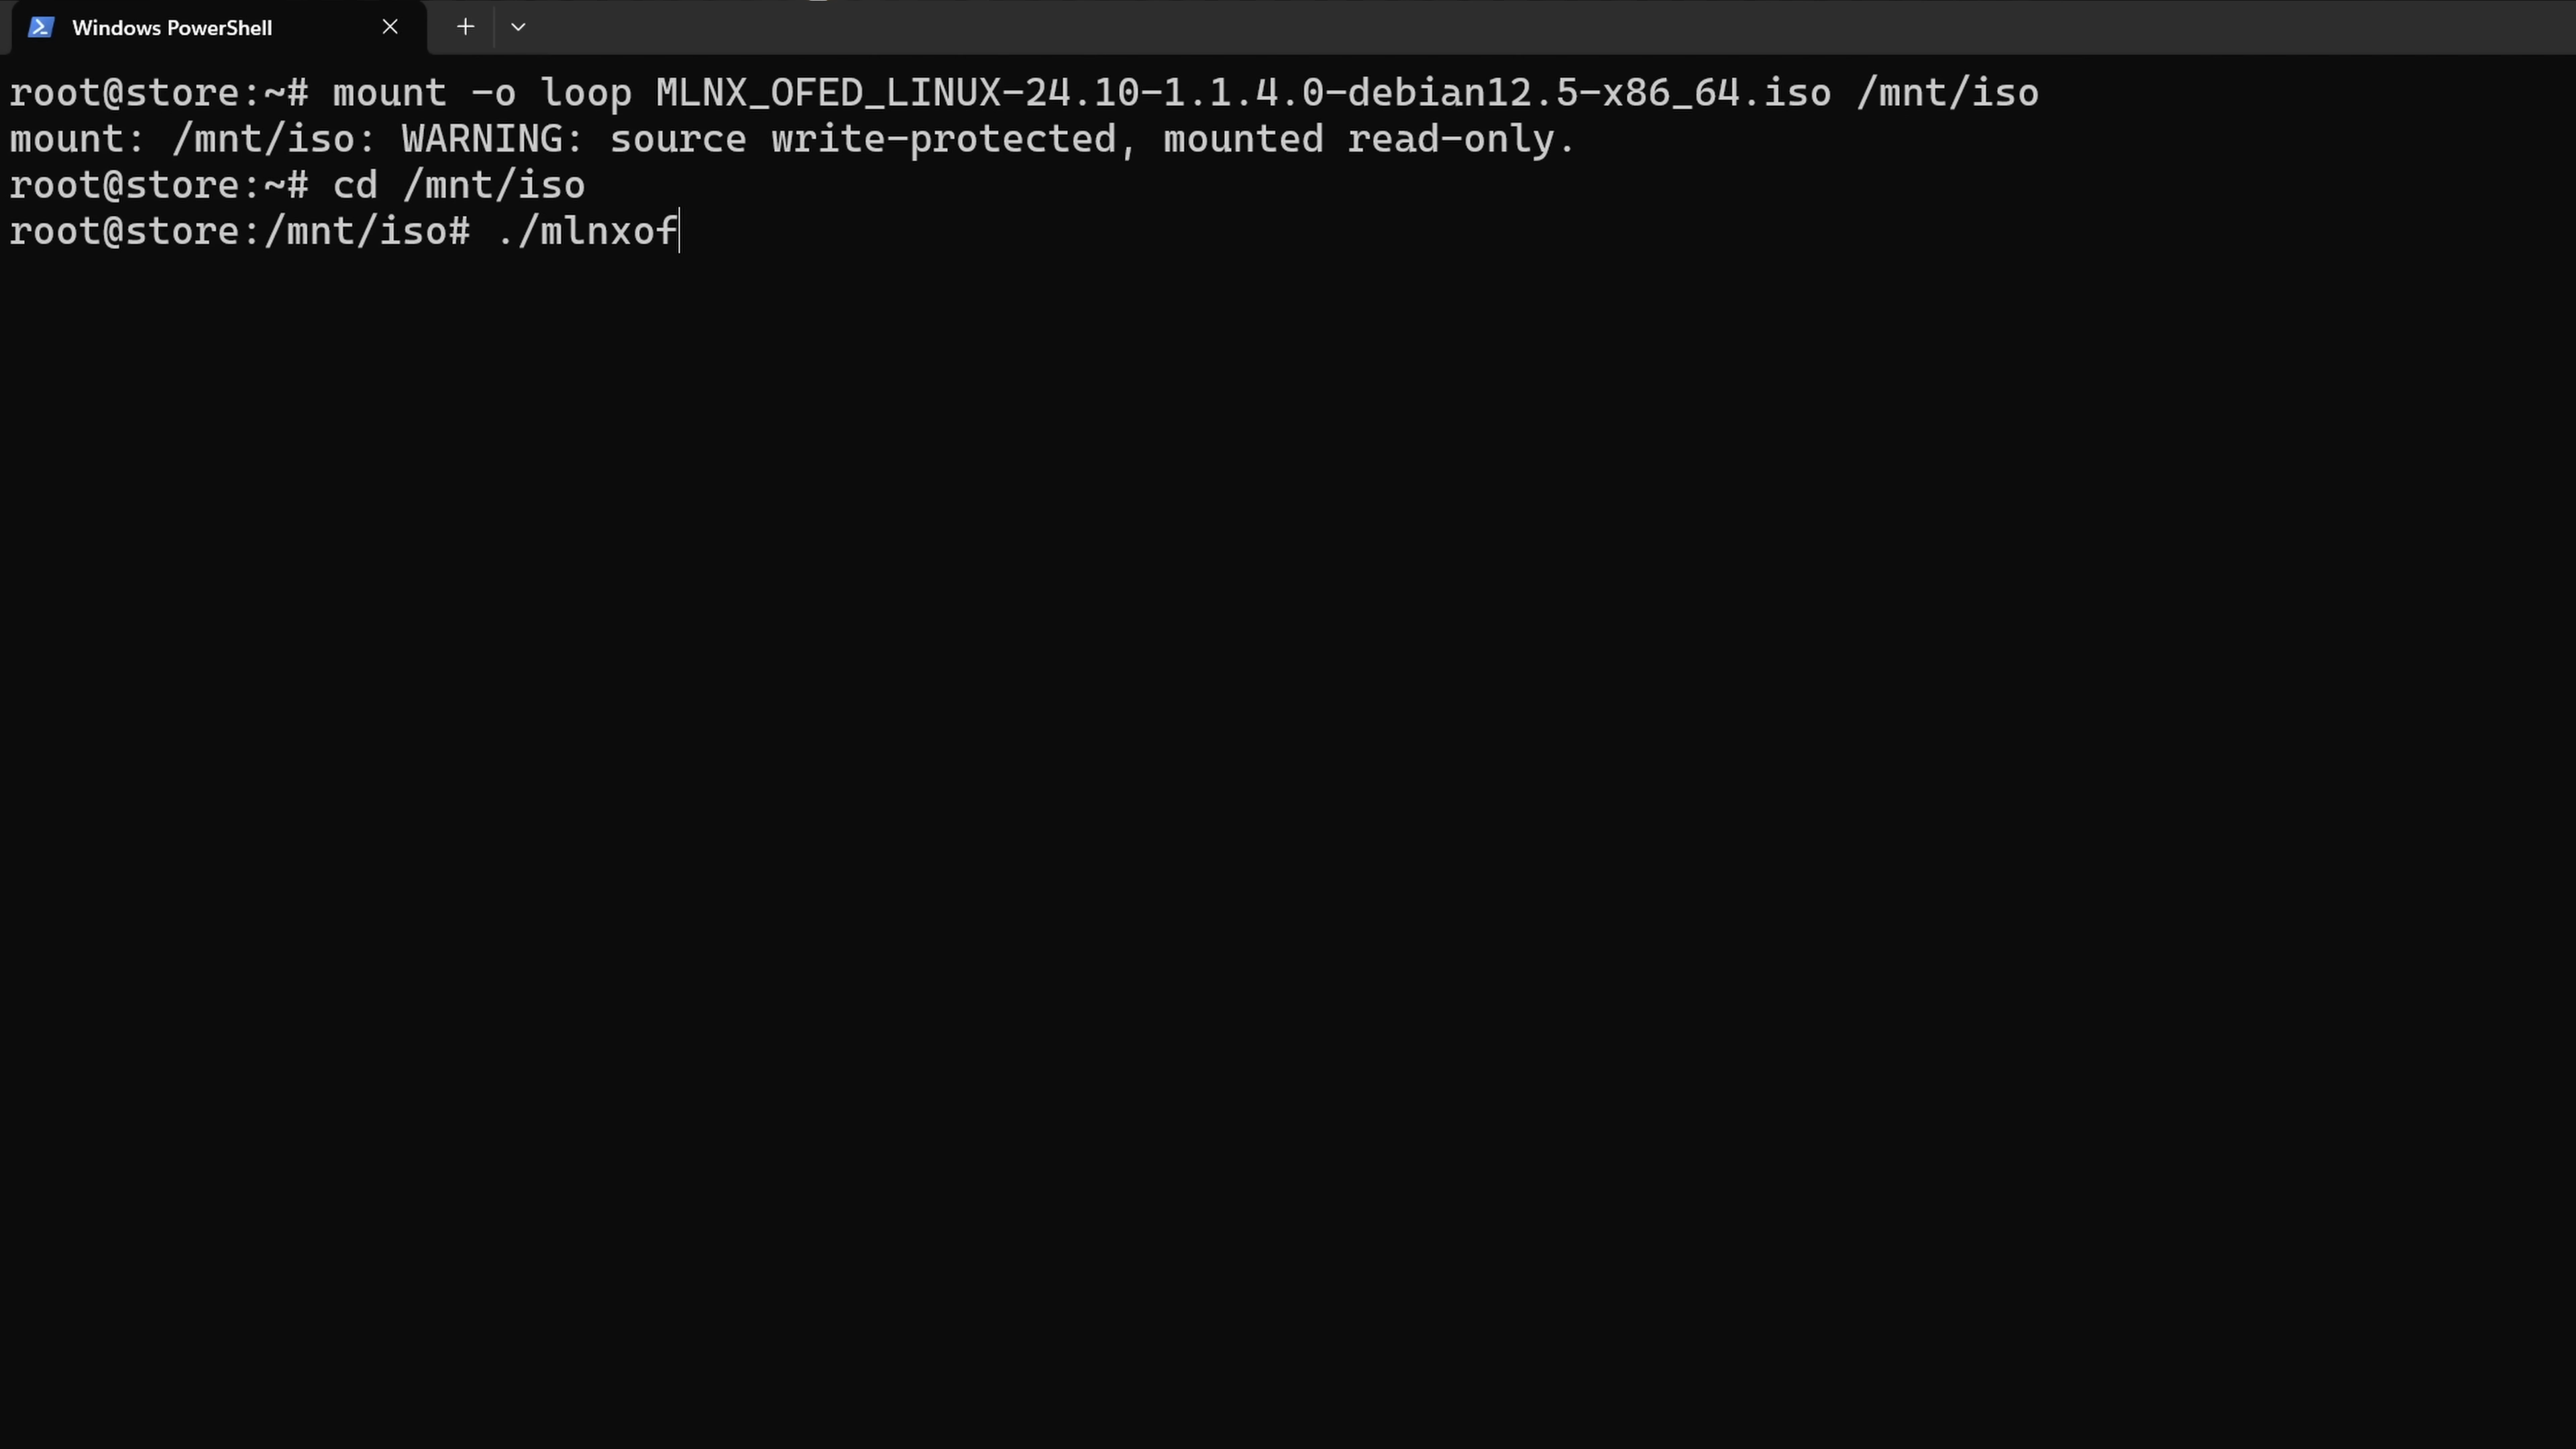 Windows PowerShell
root@store:~# mount -o loop MLNX_OFED_LINUX-24.10-1.1.4.0-debian12.5-x86_64.iso /mnt/iso
mount: /mnt/iso: WARNING: source write-protected, mounted read-only.
root@store:~# cd /mnt/iso
root@store:/mnt/iso# ./mlnxof